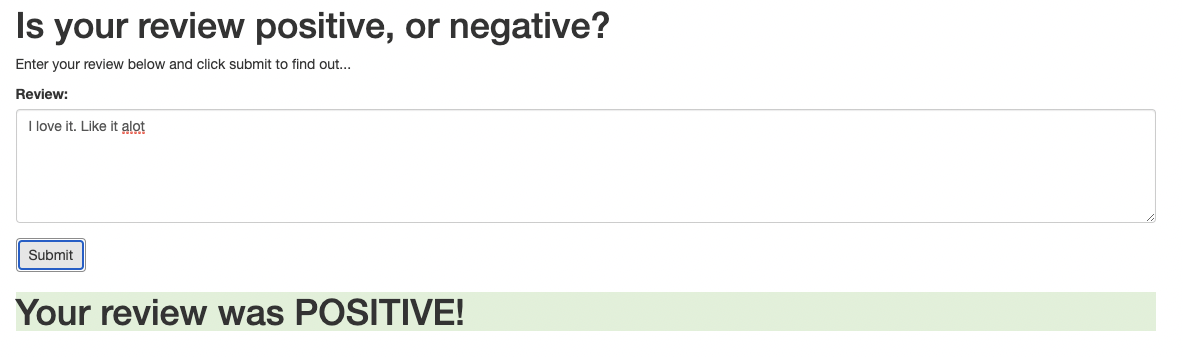 Is your review positive, or negative?
Enter your review below and click submit to find out...
Review:
I love it. Like it alot
Submit
Your review was POSITIVE!